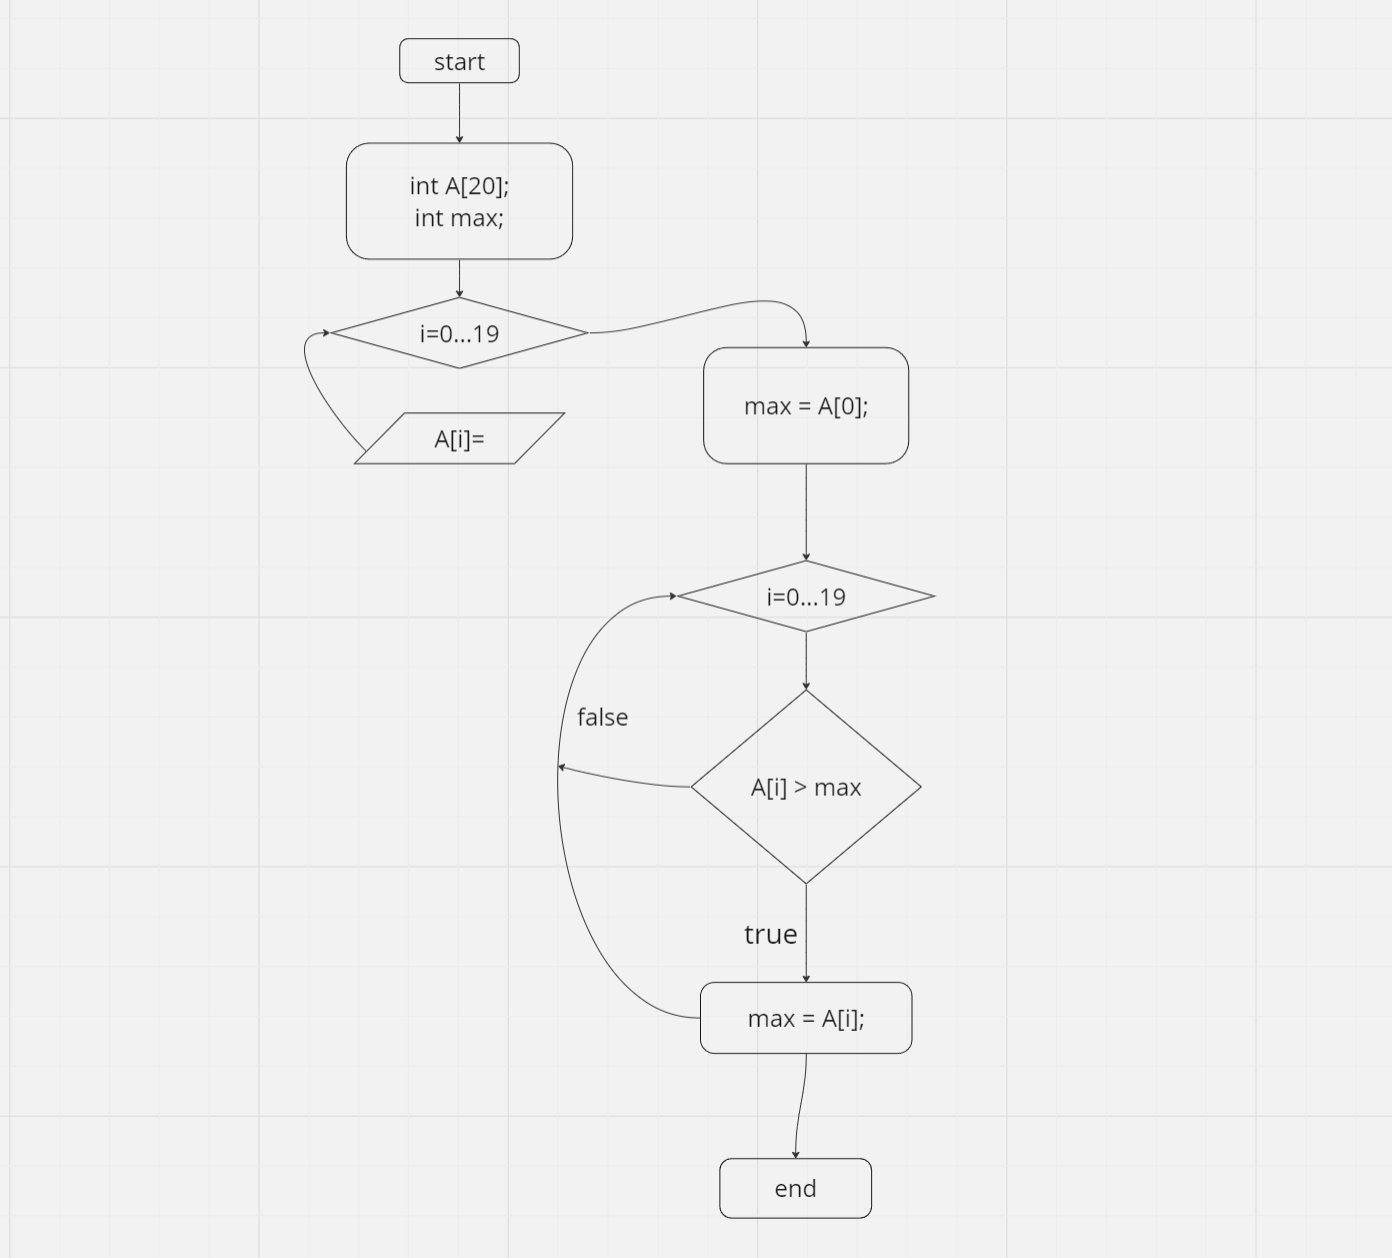 start
int A[20];
int max;
i=0...19
A[i]=
max = A[0];
i=0...19
false
A[i] > max
true
max = A[i];
end